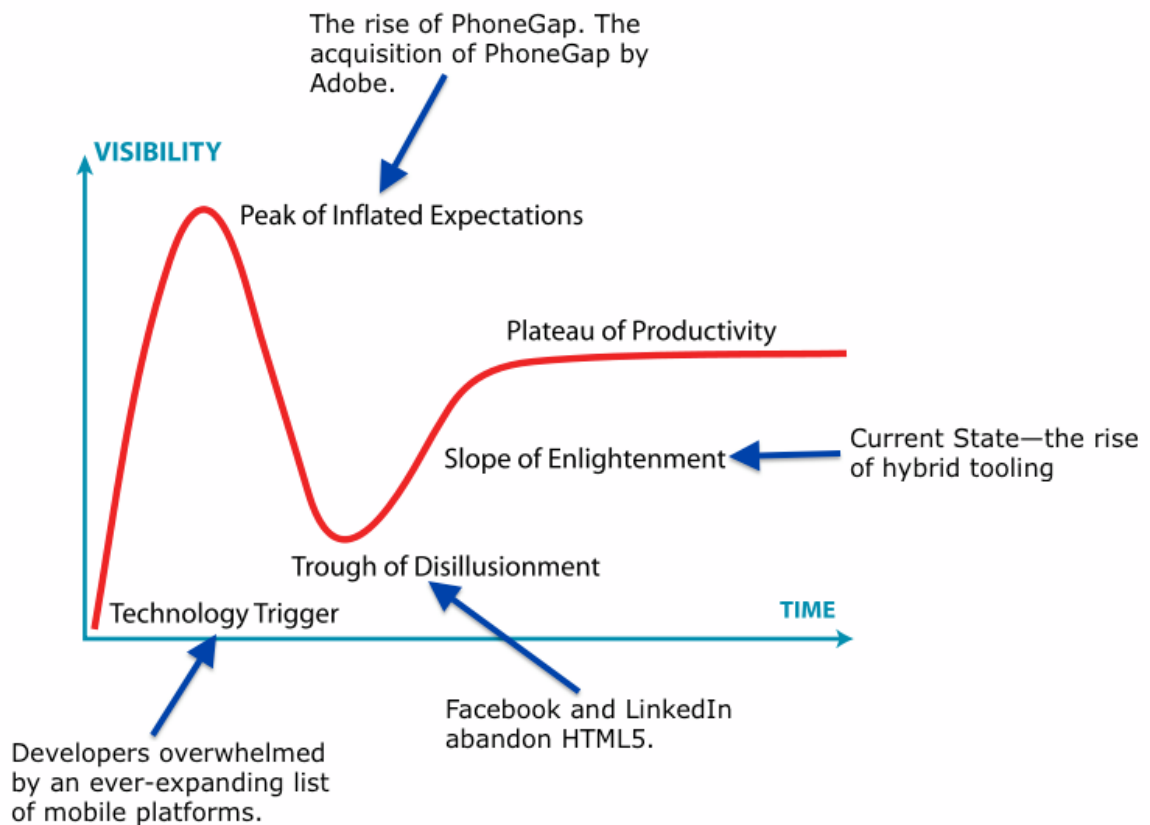 The rise of PhoneGap. The
acquisition of PhoneGap by
Adobe.
VISIBILITY
Peak of Inflated Expectations
Plateau of Productivity
Current State—the rise
of hybrid tooling
Slope of Enlightenment
Trough of Disillusionment
Technology Trigger
TIME
Facebook and LinkedIn
abandon HTML5.
Developers overwhelmed
by an ever-expanding list
of mobile platforms.